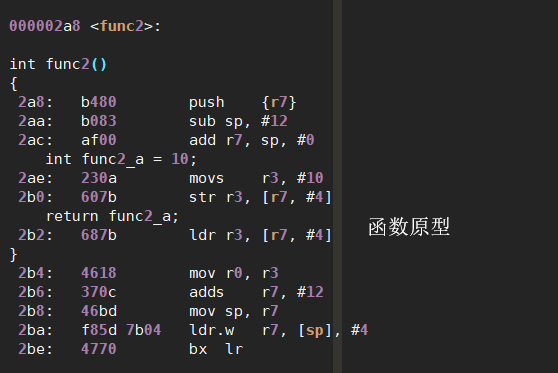 000002a8 <func2>:
int func2()
{
2a8: b480 push {r7}
2aa: b083 sub sp, #12
2ac: af00 add r7, sp, #0
int func2_a = 10;
2ae: 230a movs r3, #10
2b0: 607b str r3, [r7, #4]
return func2_a;
2b2: 687b ldr r3, [r7, #4]
函数原型
}
2b4: 4618 mov r0, r3
2b6: 370c adds r7, #12
2b8: 46bd mov sp, r7
2ba: f85d 7b04 ldr.w r7, [sp], #4
2be: 4770 bx lr